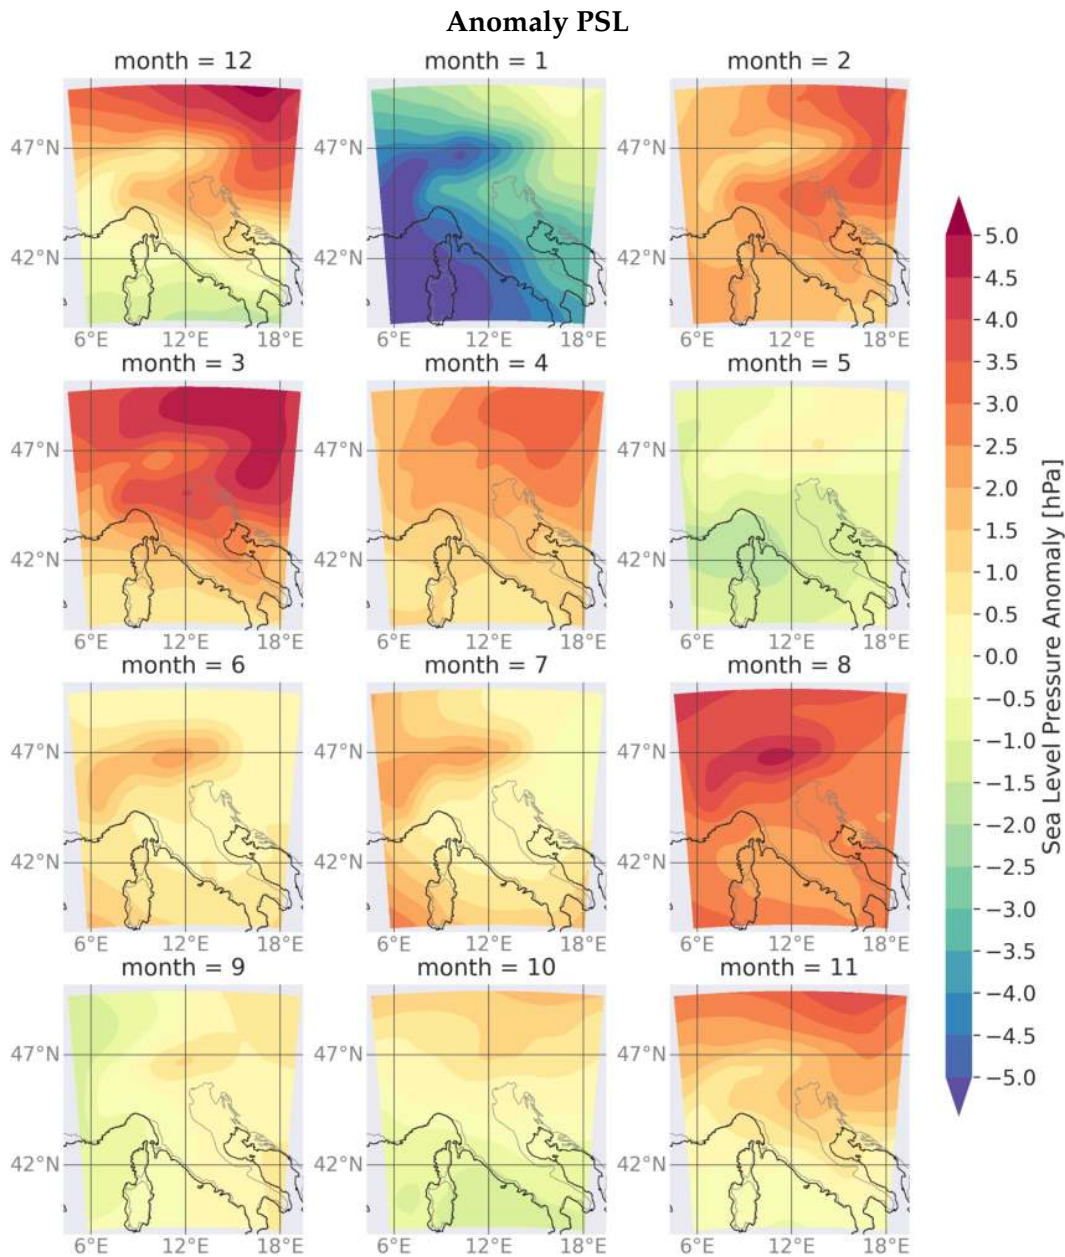 Anomaly PSL
month = 12
month = 1
month = 2
47°N
47°N
47°N
42°N
42°N
42°N
6°E 12°E 18°E
6°E 12°E 18°E
6°E 12°E 18°E
month = 3
month = 4
month = 5
47°N
47°N
47°N
42°N
42°N
42°N
6°E 12°E 18°E
6°E 12°E 18°E
6°E 12°E 18°E
month = 6
month = 7
month = 8
47°N
47°N
47°N
42°N
42°N
42°N
6°E 12°E 18°E
6°E 12°E 18°E
6°E 12°E 18°E
month = 9
month = 10
month = 11
47°N
47°N
47°N
42°N
42°N
42°N
6°E 12°E 18°E
6°E 12°E 18°E
6°E 12°E 18°E
5.0
4.5
4.0
3.5
3.0
2.5
2.0
1.5
1.0
0.5
0.0
−0.5
−1.0
−1.5
−2.0
−2.5
−3.0
−3.5
−4.0
−4.5
−5.0
Sea Level Pressure Anomaly [hPa]